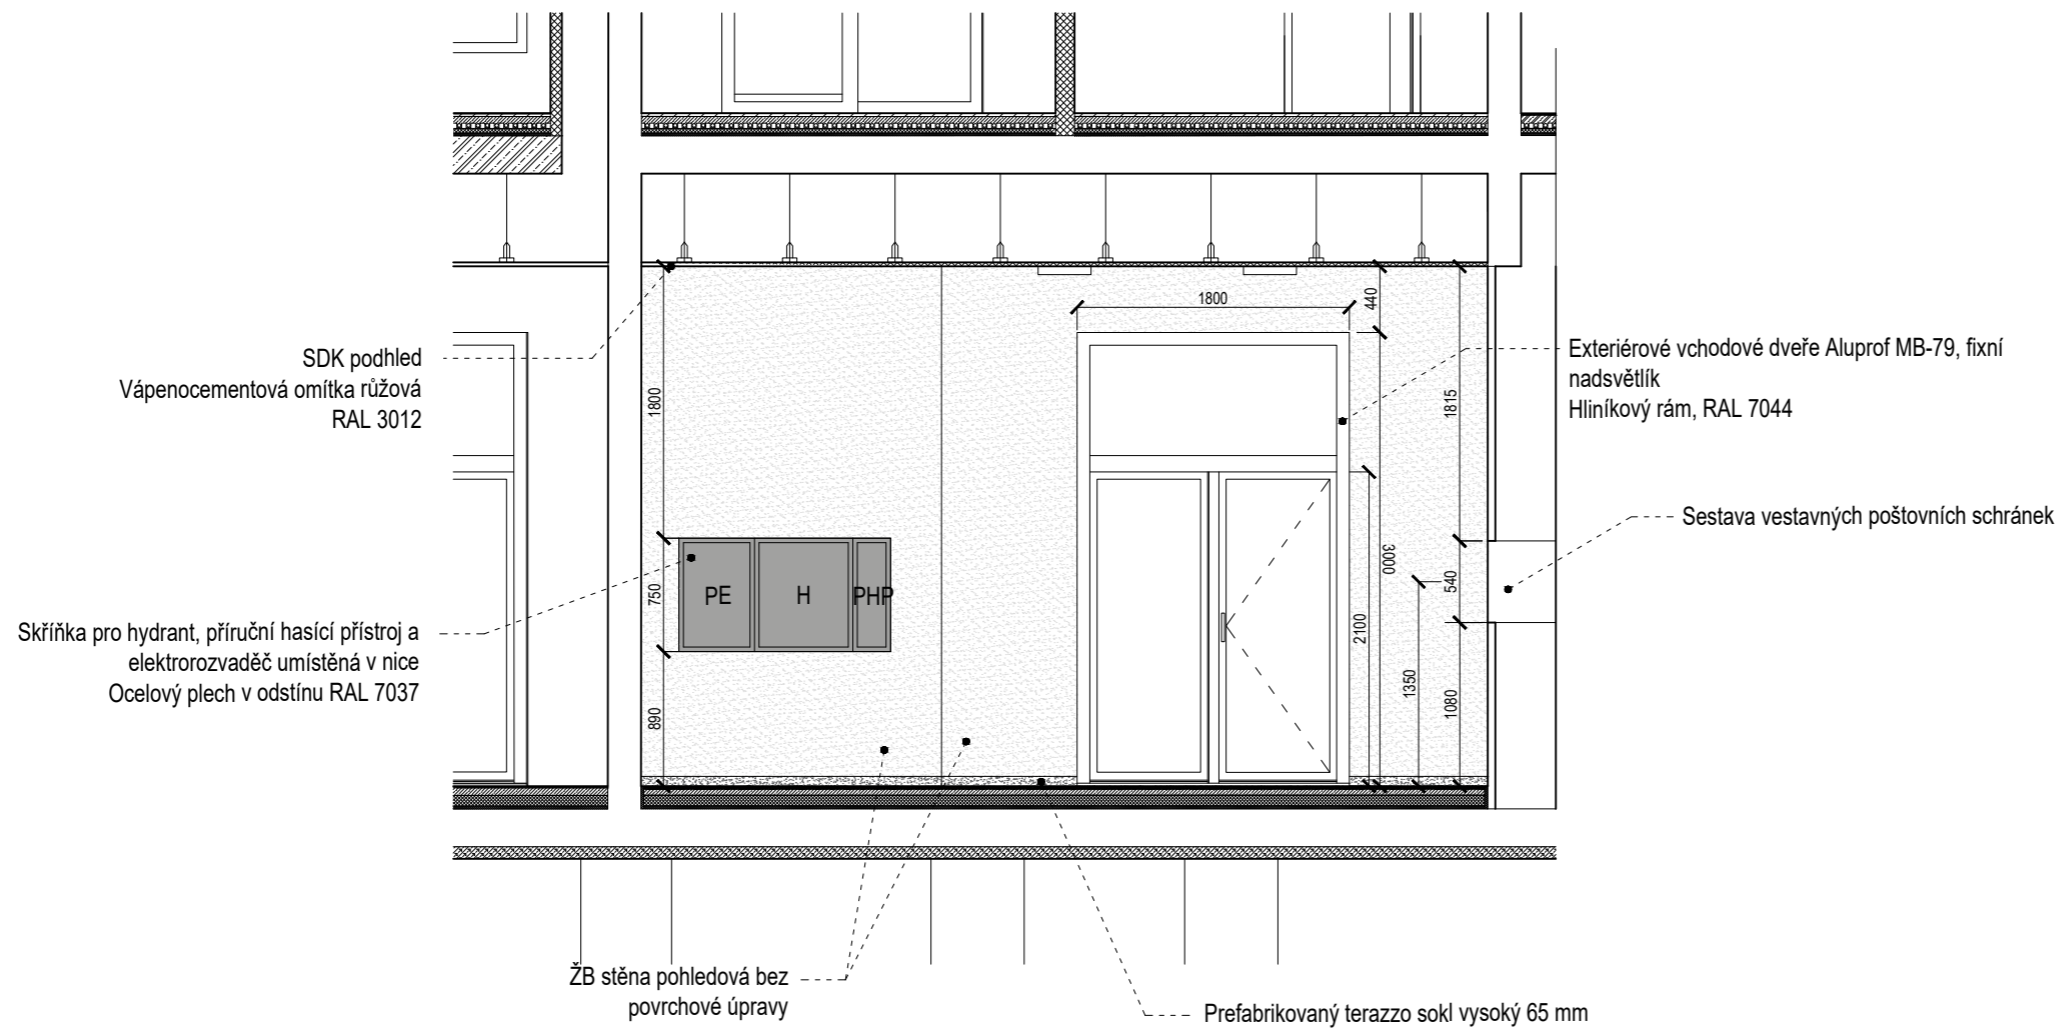 1800
440
SDK podhled
Vápenocementová omítka růžová
RAL 3012
Exteriérové vchodové dveře Aluprof MB-79, fixní
nadsvětlík
Hliníkový rám, RAL 7044
1800
1815
Sestava vestavných poštovních schránek
3000
540
750
PE
H
PHP
2100
Skříňka pro hydrant, příruční hasící přístroj a
elektrorozvaděč umístěná v nice
Ocelový plech v odstínu RAL 7037
1350
1080
890
ŽB stěna pohledová bez
povrchové úpravy
Prefabrikovaný terazzo sokl vysoký 65 mm